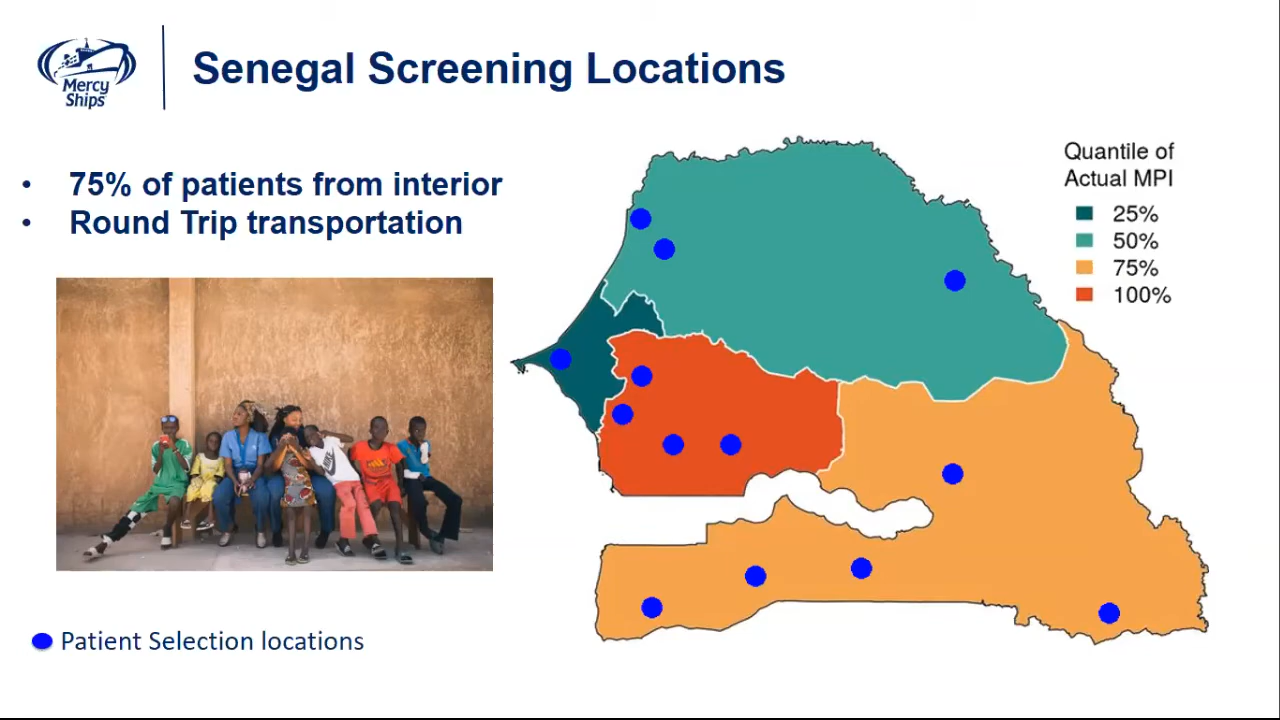 Mercy
Ships
Senegal Screening Locations
• 75% of patients from interior
• Round Trip transportation
Quantile of
Actual MPI
25%
50%
75%
100%
NIKE
Patient Selection locations